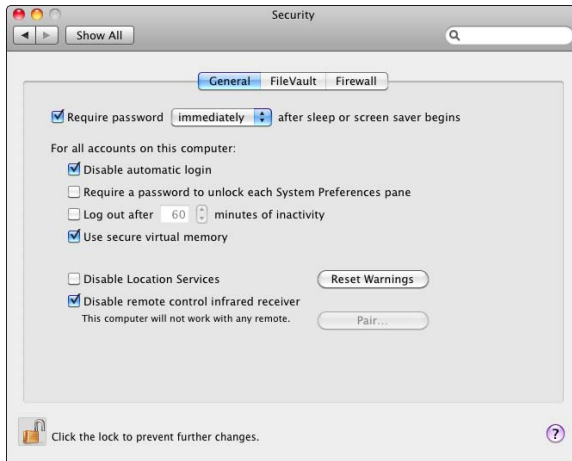 Security
Show All
General FileVault Firewall
Require password immediately after sleep or screen saver begins
For all accounts on this computer:
Disable automatic login
Require a password to unlock each System Preferences pane
Log out after 60 minutes of inactivity
Use secure virtual memory
Disable Location Services Reset Warnings
Disable remote control infrared receiver
This computer will not work with any remote. Pair...
Click the lock to prevent further changes. ?